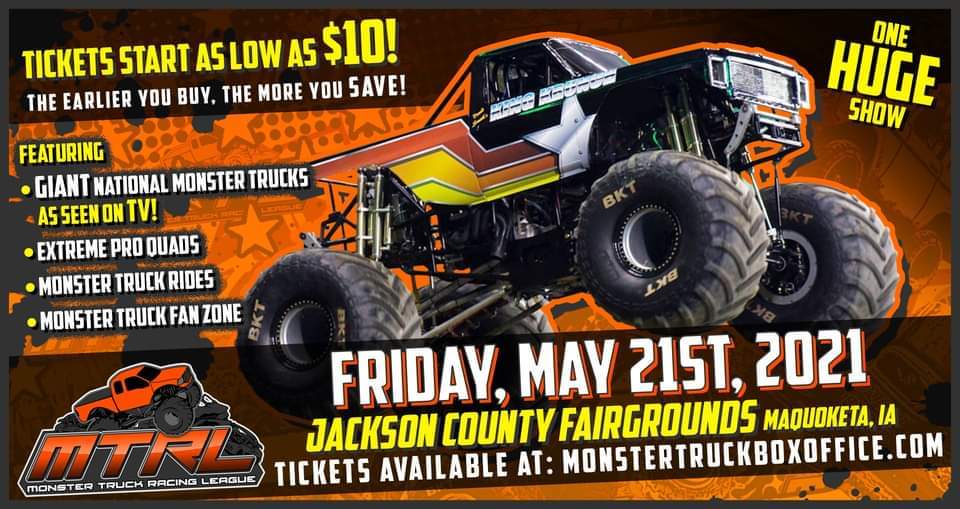 TICKETS START AS LOW AS $10!
THE EARLIER YOU BUY, THE MORE YOU SAVE!
ONE
HUGE
SHOW
FEATURING
• GIANT NATIONAL MONSTER TRUCKS
AS SEEN ON TV!
• EXTREME PRO QUADS
• MONSTER TRUCK RIDES
• MONSTER TRUCK FAN ZONE
KING KRUNCH
BKT
BKT
BKT
BKT
BKT
FRIDAY, MAY 21ST, 2021
JACKSON COUNTY FAIRGROUNDS MAQUOKETA, IA
TICKETS AVAILABLE AT: MONSTERTRUCKBOXOFFICE.COM
MTRL
MONSTER TRUCK RACING LEAGUE